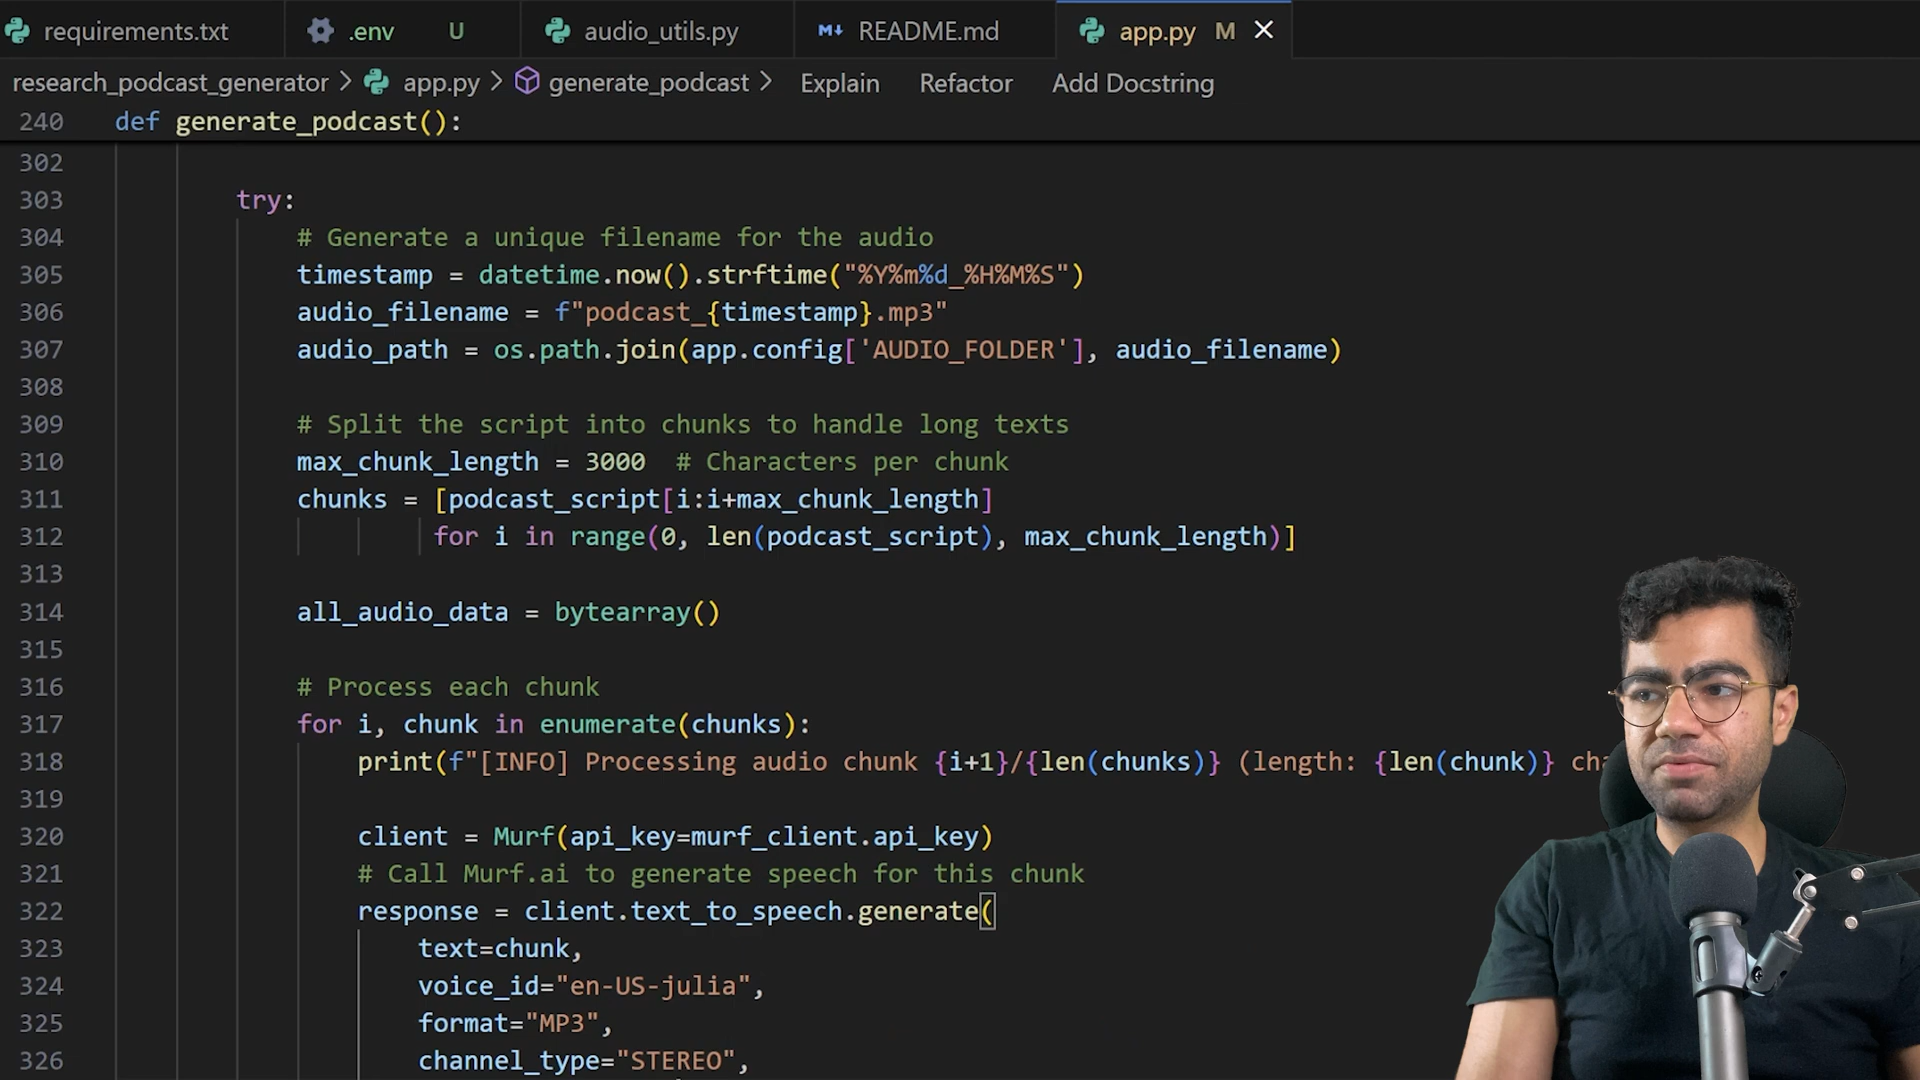 requirements.txt .env U audio_utils.py README.md app.py M
research_podcast_generator > app.py > generate_podcast > Explain Refactor Add Docstring
240 def generate_podcast():
302
303 try:
304 # Generate a unique filename for the audio
305 timestamp = datetime.now().strftime("%Y%m%d_%H%M%S")
306 audio_filename = f"podcast_{timestamp}.mp3"
307 audio_path = os.path.join(app.config['AUDIO_FOLDER'], audio_filename)
308
309 # Split the script into chunks to handle long texts
310 max_chunk_length = 3000 # Characters per chunk
311 chunks = [podcast_script[i:i+max_chunk_length]
312 for i in range(0, len(podcast_script), max_chunk_length)]
313
314 all_audio_data = bytearray()
315
316 # Process each chunk
317 for i, chunk in enumerate(chunks):
318 print(f"[INFO] Processing audio chunk {i+1}/{len(chunks)} (length: {len(chunk)} cha
319
320 client = Murf(api_key=murf_client.api_key)
321 # Call Murf.ai to generate speech for this chunk
322 response = client.text_to_speech.generate(
323 text=chunk,
324 voice_id="en-US-julia",
325 format="MP3",
326 channel_type="STEREO",